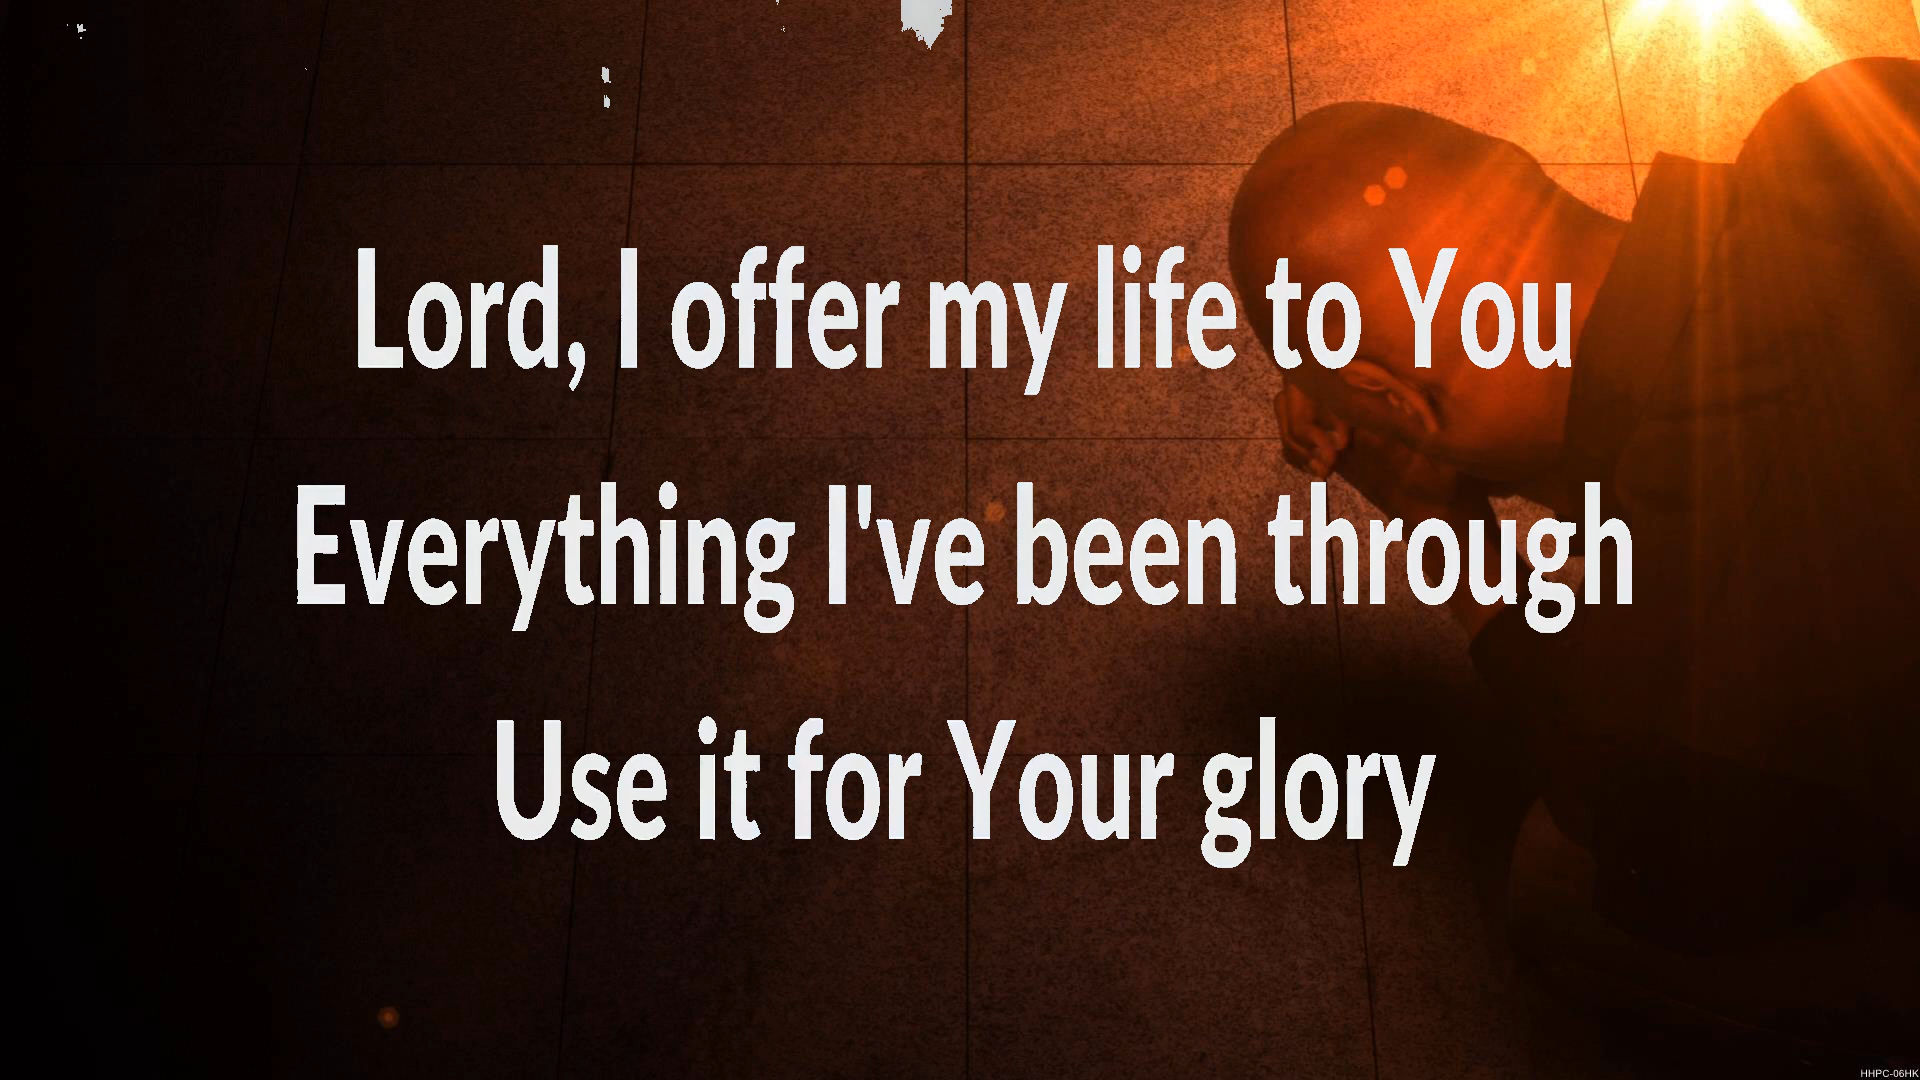 Lord, I offer my life to You
Everything I've been through
Use it for Your glory
HHPC-06HK